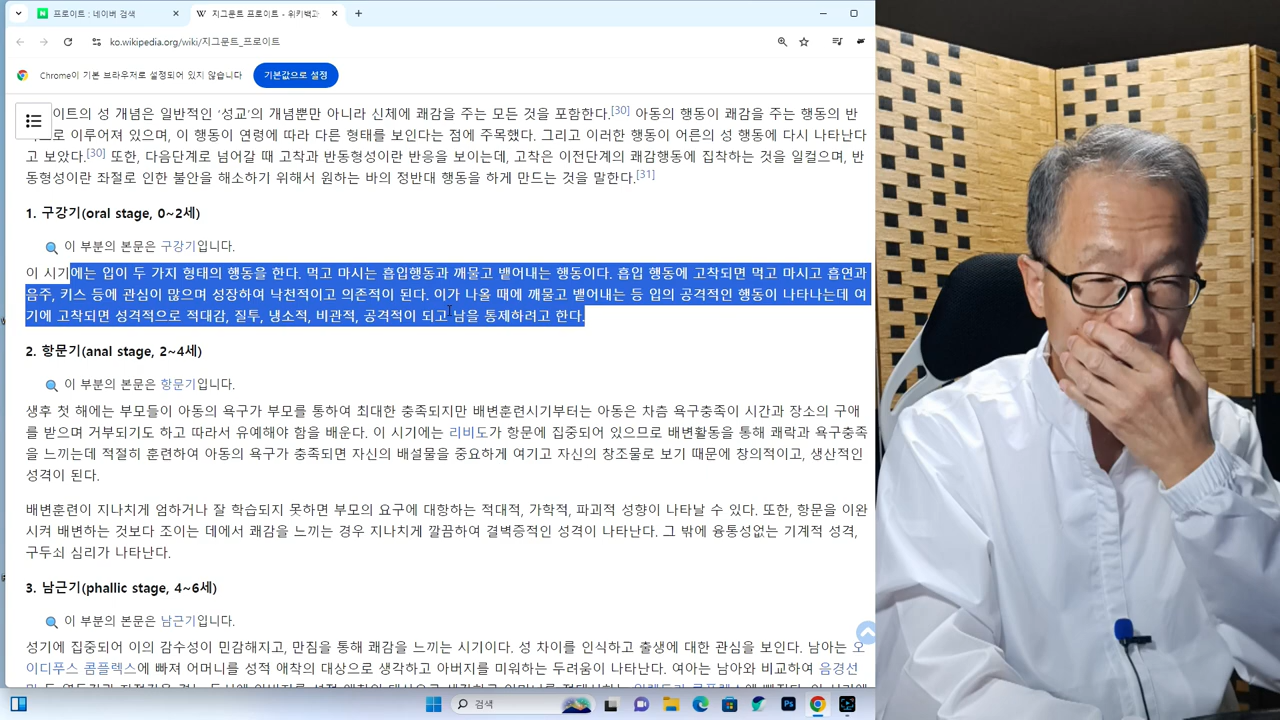 프로이트 : 네이버 검색
지그문트 프로이트 - 위키백과
ko.wikipedia.org/wiki/지그문트_프로이트
Chrome이 기본 브라우저로 설정되어 있지 않습니다
기본값으로 설정
이트의 성 개념은 일반적인 '성교'의 개념뿐만 아니라 신체에 쾌감을 주는 모든 것을 포함한다.[30] 아동의 행동이 쾌감을 주는 행동의 반
로 이루어져 있으며, 이 행동이 연령에 따라 다른 형태를 보인다는 점에 주목했다. 그리고 이러한 행동이 어른의 성 행동에 다시 나타난다
고 보았다.[30] 또한, 다음단계로 넘어갈 때 고착과 반동형성이란 반응을 보이는데, 고착은 이전단계의 쾌감행동에 집착하는 것을 일컬으며, 반
동형성이란 좌절로 인한 불안을 해소하기 위해서 원하는 바의 정반대 행동을 하게 만드는 것을 말한다.[31]
1. 구강기(oral stage, 0~2세)
이 부분의 본문은 구강기입니다.
이 시기에는 입이 두 가지 형태의 행동을 한다. 먹고 마시는 흡입행동과 깨물고 뱉어내는 행동이다. 흡입 행동에 고착되면 먹고 마시고 흡연과
음주, 키스 등에 관심이 많으며 성장하여 낙천적이고 의존적이 된다. 이가 나올 때에 깨물고 뱉어내는 등 입의 공격적인 행동이 나타나는데 여
기에 고착되면 성격적으로 적대감, 질투, 냉소적, 비관적, 공격적이 되고 남을 통제하려고 한다.
2. 항문기(anal stage, 2~4세)
이 부분의 본문은 항문기입니다.
생후 첫 해에는 부모들이 아동의 욕구가 부모를 통하여 최대한 충족되지만 배변훈련시기부터는 아동은 차츰 욕구충족이 시간과 장소의 구애
를 받으며 거부되기도 하고 따라서 유예해야 함을 배운다. 이 시기에는 리비도가 항문에 집중되어 있으므로 배변활동을 통해 쾌락과 욕구충족
을 느끼는데 적절히 훈련하여 아동의 욕구가 충족되면 자신의 배설물을 중요하게 여기고 자신의 창조물로 보기 때문에 창의적이고, 생산적인
성격이 된다.
배변훈련이 지나치게 엄하거나 잘 학습되지 못하면 부모의 요구에 대항하는 적대적, 가학적, 파괴적 성향이 나타날 수 있다. 또한, 항문을 이완
시켜 배변하는 것보다 조이는 데에서 쾌감을 느끼는 경우 지나치게 깔끔하여 결벽증적인 성격이 나타난다. 그 밖에 융통성없는 기계적 성격,
구두쇠 심리가 나타난다.
3. 남근기(phallic stage, 4~6세)
이 부분의 본문은 남근기입니다.
성기에 집중되어 이의 감수성이 민감해지고, 만짐을 통해 쾌감을 느끼는 시기이다. 성 차이를 인식하고 출생에 대한 관심을 보인다. 남아는 오
이디푸스 콤플렉스에 빠져 어머니를 성적 애착의 대상으로 생각하고 아버지를 미워하는 두려움이 나타난다. 여아는 남아와 비교하여 음경선
검색